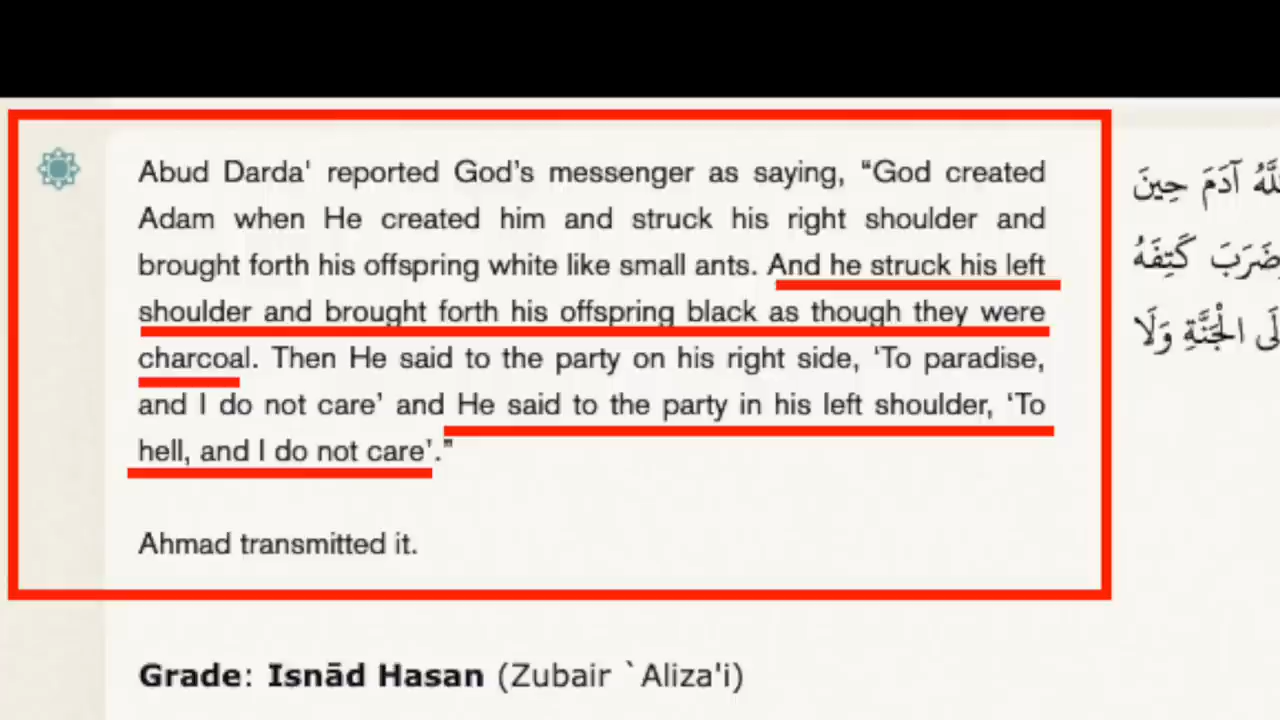 Abud Darda' reported God's messenger as saying, “God created
Adam when He created him and struck his right shoulder and
brought forth his offspring white like small ants. And he struck his left
shoulder and brought forth his offspring black as though they were
charcoal. Then He said to the party on his right side, ‘To paradise,
and I do not care’ and He said to the party in his left shoulder, ‘To
hell, and I do not care’.”
Ahmad transmitted it.
Grade: Isnād Hasan (Zubair `Aliza'i)
اللَّهُ آدَمَ حِينَ
كَتِفَهُ
الْجَنَّةِ وَلَا